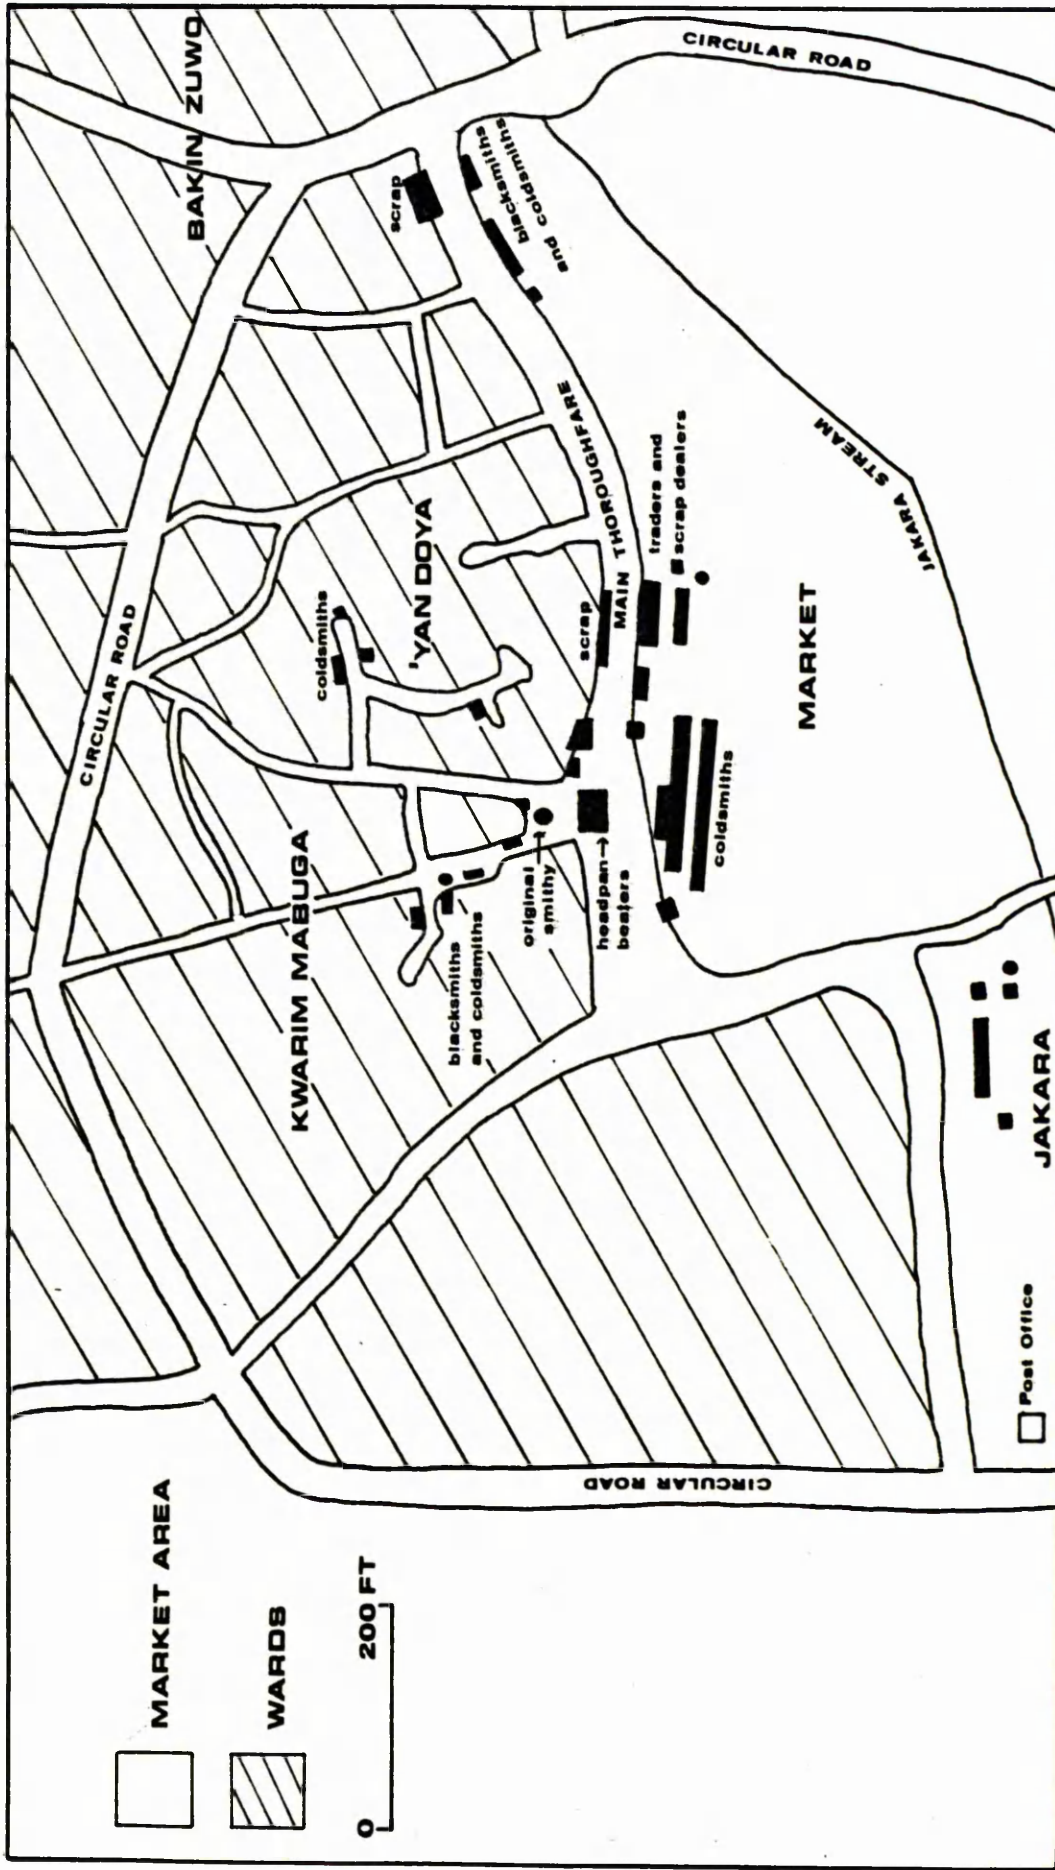 MARKET AREA
WARDS
0 200 FT
CIRCULAR ROAD
BAKIN ZUWO
CIRCULAR ROAD
CIRCULAR ROAD
KWARIM MABUGA
'YAN DOYA
coldsmiths
scrap
blacksmiths
and coldsmiths
blacksmiths
and coldsmiths
original
smithy
headpan
beaters
scrap
MAIN THOROUGHFARE
traders and
scrap dealers
coldsmiths
MARKET
JAKARA STREAM
JAKARA
Post Office